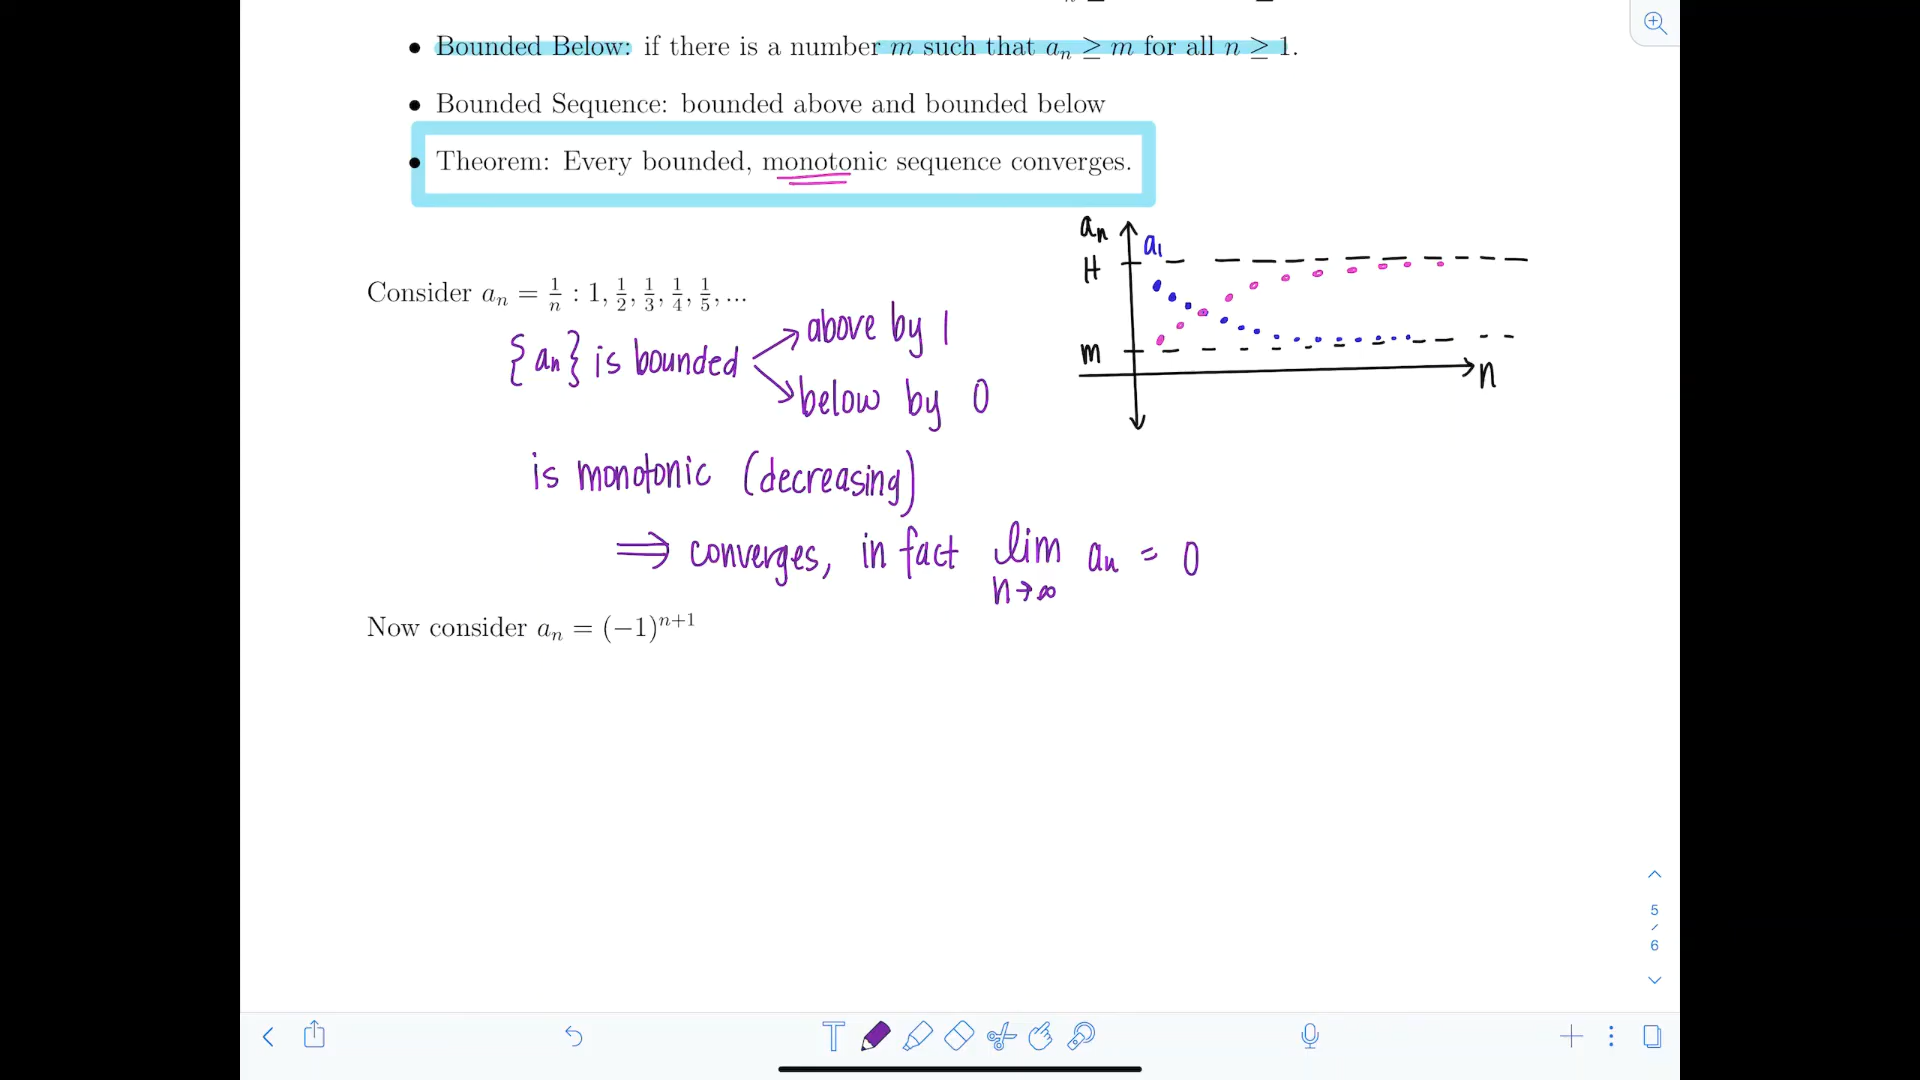 • Bounded Below: if there is a number m such that aₙ ≥ m for all n ≥ 1.
• Bounded Sequence: bounded above and bounded below
• Theorem: Every bounded, monotonic sequence converges.
aₙ
a₁
H
m
n
Consider aₙ = 1/n : 1, 1/2, 1/3, 1/4, 1/5, ...
{aₙ} is bounded
above by 1
below by 0
is monotonic (decreasing)
⟹ converges, in fact lim n→∞ aₙ = 0
Now consider aₙ = (−1)ⁿ⁺¹
5
/
6